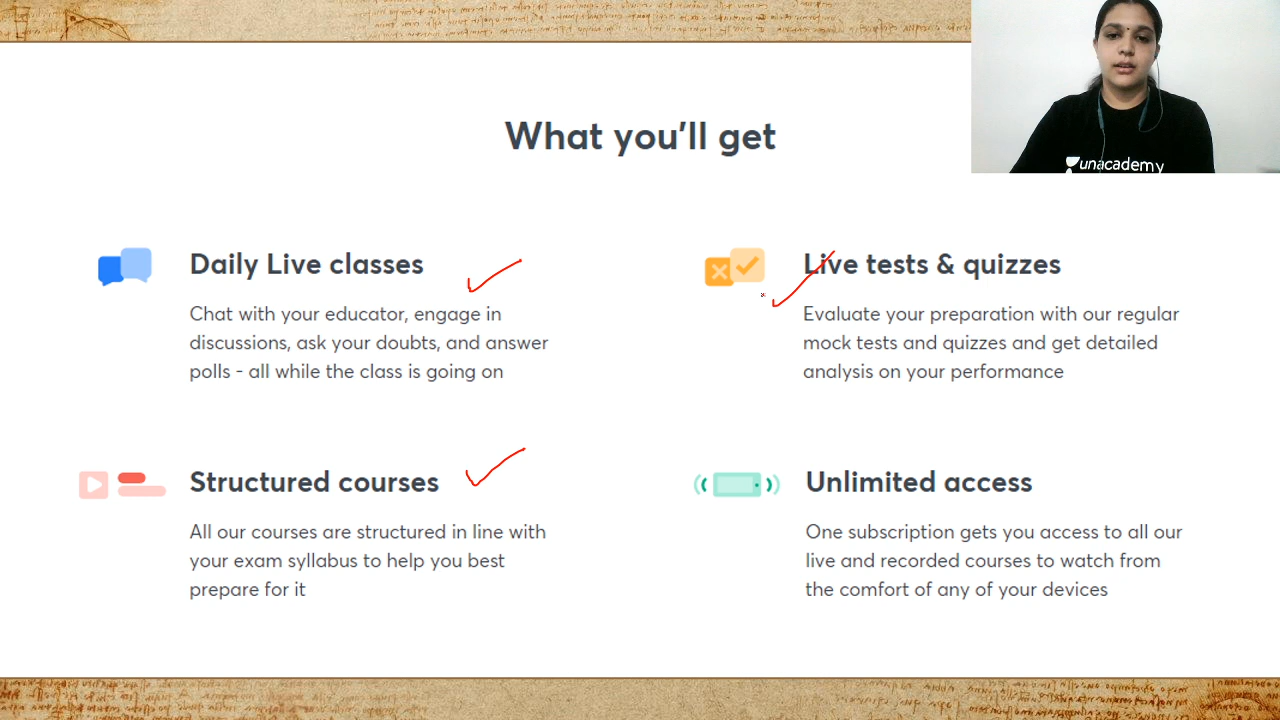 What you'll get
unacademy
Daily Live classes
Chat with your educator, engage in
discussions, ask your doubts, and answer
polls - all while the class is going on
Live tests & quizzes
Evaluate your preparation with our regular
mock tests and quizzes and get detailed
analysis on your performance
Structured courses
All our courses are structured in line with
your exam syllabus to help you best
prepare for it
Unlimited access
One subscription gets you access to all our
live and recorded courses to watch from
the comfort of any of your devices